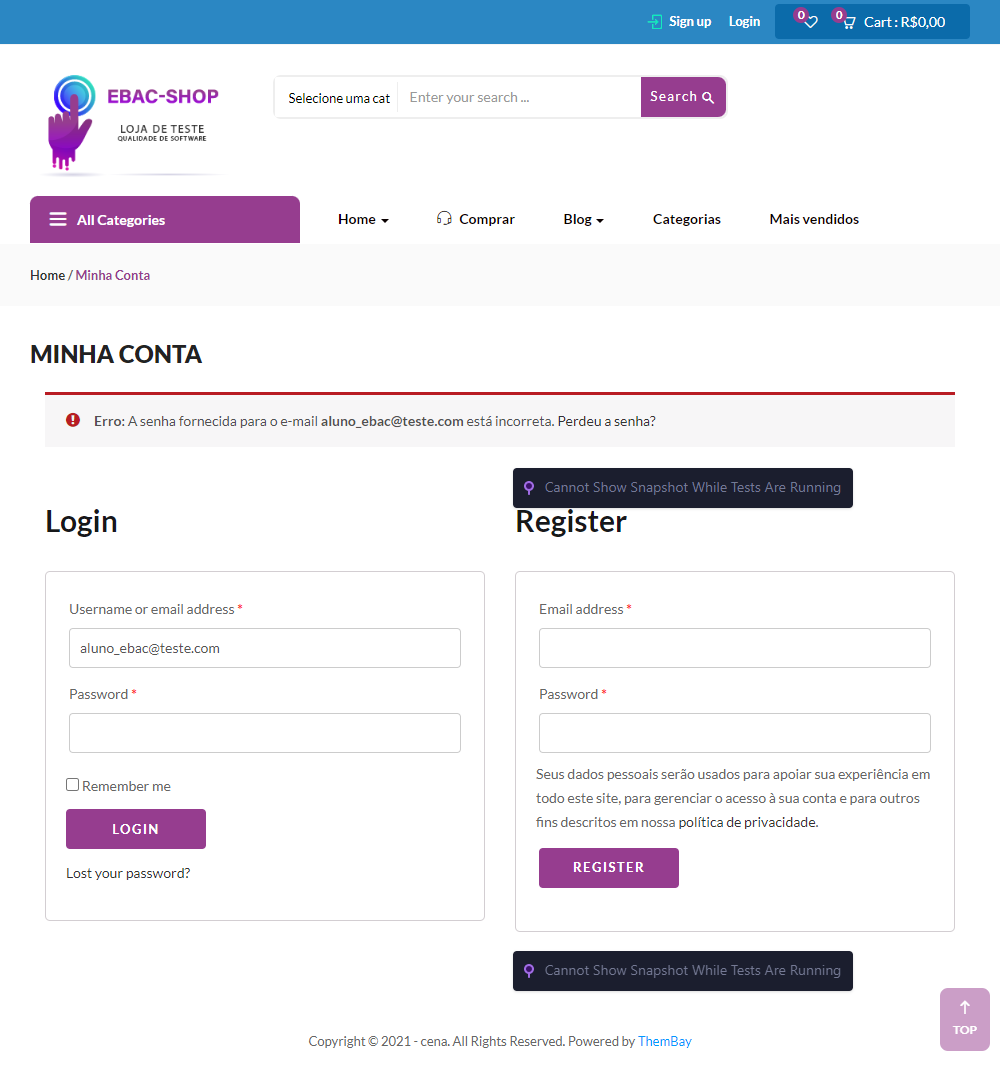 Sign up Login 0 0 Cart : R$0,00
EBAC-SHOP
LOJA DE TESTE
QUALIDADE DE SOFTWARE
Selecione uma cat Enter your search ... Search
All Categories Home Comprar Blog Categorias Mais vendidos
Home / Minha Conta
MINHA CONTA
Erro: A senha fornecida para o e-mail aluno_ebac@teste.com está incorreta. Perdeu a senha?
Cannot Show Snapshot While Tests Are Running
Login
Username or email address *
aluno_ebac@teste.com
Password *
Remember me
LOGIN
Lost your password?
Register
Email address *
Password *
Seus dados pessoais serão usados para apoiar sua experiência em
todo este site, para gerenciar o acesso à sua conta e para outros
fins descritos em nossa política de privacidade.
REGISTER
Cannot Show Snapshot While Tests Are Running
TOP
Copyright © 2021 - cena. All Rights Reserved. Powered by ThemBay